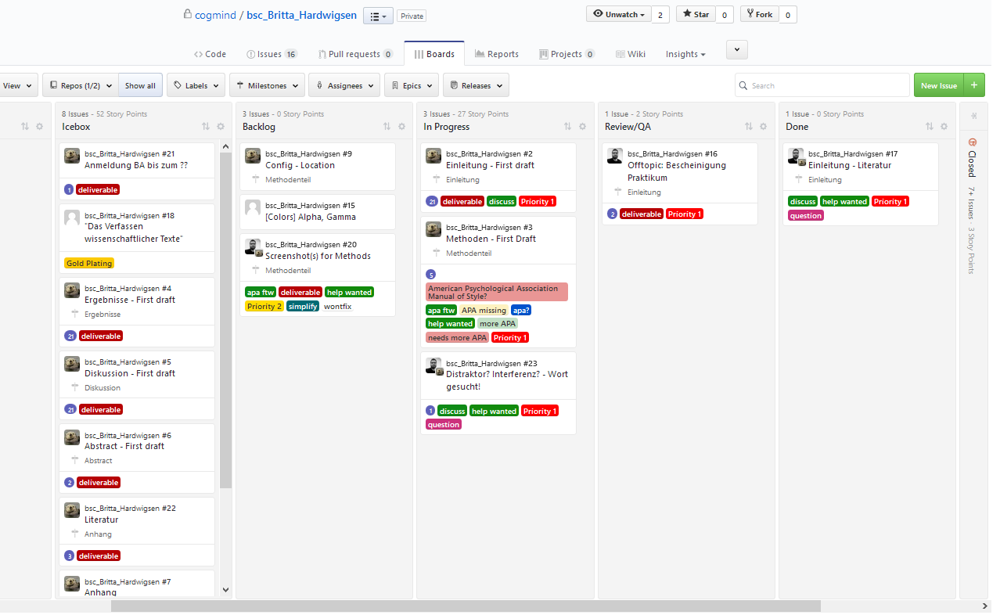 cogmind / bsc_Britta_Hardwigsen Private
Unwatch 2 Star 0 Fork 0
Code Issues 16 Pull requests 0 Boards Reports Projects 0 Wiki Insights
View Repos (1/2) Show all Labels Milestones Assignees Epics Releases Search New Issue +
8 Issues - 52 Story Points
Icebox
bsc_Britta_Hardwigsen #21
Anmeldung BA bis zum ??
1 deliverable
bsc_Britta_Hardwigsen #18
"Das Verfassen
wissenschaftlicher Texte"
Gold Plating
bsc_Britta_Hardwigsen #4
Ergebnisse - First draft
Ergebnisse
21 deliverable
bsc_Britta_Hardwigsen #5
Diskussion - First draft
Diskussion
21 deliverable
bsc_Britta_Hardwigsen #6
Abstract - First draft
Abstract
2 deliverable
bsc_Britta_Hardwigsen #22
Literatur
Anhang
3 deliverable
bsc_Britta_Hardwigsen #7
Anhang
3 Issues - 0 Story Points
Backlog
bsc_Britta_Hardwigsen #9
Config - Location
Methodenteil
bsc_Britta_Hardwigsen #15
[Colors] Alpha, Gamma
bsc_Britta_Hardwigsen #20
Screenshot(s) for Methods
Methodenteil
apa ftw deliverable help wanted
Priority 2 simplify wontfix
3 Issues - 27 Story Points
In Progress
bsc_Britta_Hardwigsen #2
Einleitung - First draft
Einleitung
21 deliverable discuss Priority 1
bsc_Britta_Hardwigsen #3
Methoden - First Draft
Methodenteil
5
American Psychological Association
Manual of Style?
apa ftw APA missing apa?
help wanted more APA
needs more APA Priority 1
bsc_Britta_Hardwigsen #23
Distraktor? Interferenz? - Wort
gesucht!
1 discuss help wanted Priority 1
question
1 Issue - 2 Story Points
Review/QA
bsc_Britta_Hardwigsen #16
Offtopic: Bescheinigung
Praktikum
Einleitung
2 deliverable Priority 1
1 Issue - 0 Story Points
Done
bsc_Britta_Hardwigsen #17
Einleitung - Literatur
Einleitung
discuss help wanted Priority 1
question
Closed 7+ Issues - 3 Story Points